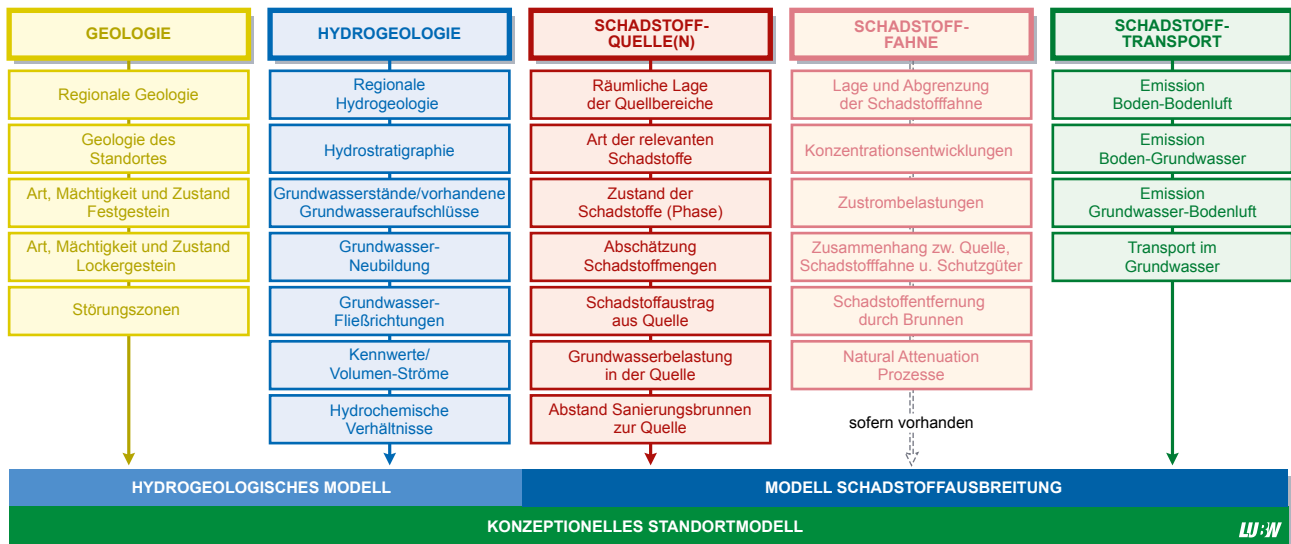 GEOLOGIE
Regionale Geologie
Geologie des
Standortes
Art, Mächtigkeit und Zustand
Festgestein
Art, Mächtigkeit und Zustand
Lockergestein
Störungszonen
HYDROGEOLOGIE
Regionale
Hydrogeologie
Hydrostratigraphie
Grundwasserstände/vorhandene
Grundwasseraufschlüsse
Grundwasser-
Neubildung
Grundwasser-
Fließrichtungen
Kennwerte/
Volumen-Ströme
Hydrochemische
Verhältnisse
SCHADSTOFF-
QUELLE(N)
Räumliche Lage
der Quellbereiche
Art der relevanten
Schadstoffe
Zustand der
Schadstoffe (Phase)
Abschätzung
Schadstoffmengen
Schadstoffaustrag
aus Quelle
Grundwasserbelastung
in der Quelle
Abstand Sanierungsbrunnen
zur Quelle
SCHADSTOFF-
FAHNE
Lage und Abgrenzung
der Schadstofffahne
Konzentrationsentwicklungen
Zustrombelastungen
Zusammenhang zw. Quelle,
Schadstofffahne u. Schutzgüter
Schadstoffentfernung
durch Brunnen
Natural Attenuation
Prozesse
sofern vorhanden
SCHADSTOFF-
TRANSPORT
Emission
Boden-Bodenluft
Emission
Boden-Grundwasser
Emission
Grundwasser-Bodenluft
Transport im
Grundwasser
HYDROGEOLOGISCHES MODELL
MODELL SCHADSTOFFAUSBREITUNG
KONZEPTIONELLES STANDORTMODELL
LU:W